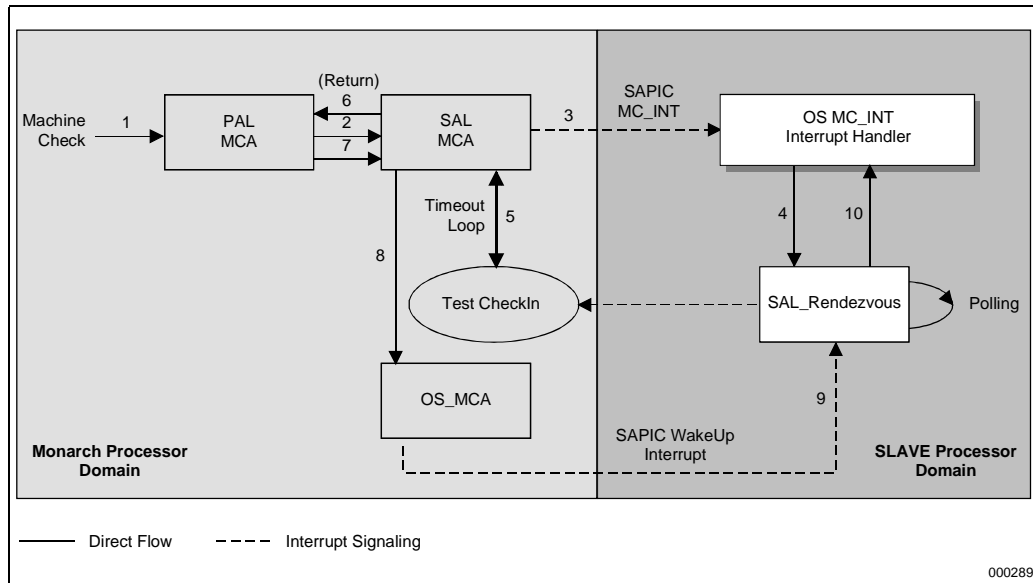 (Return)
6
Machine
Check
1
PAL
MCA
2
7
SAL
MCA
3
SAPIC
MC_INT
OS MC_INT
Interrupt Handler
Timeout
Loop
5
4
10
8
Test CheckIn
SAL_Rendezvous
Polling
OS_MCA
9
Monarch Processor
Domain
SAPIC WakeUp
Interrupt
SLAVE Processor
Domain
Direct Flow
Interrupt Signaling
000289